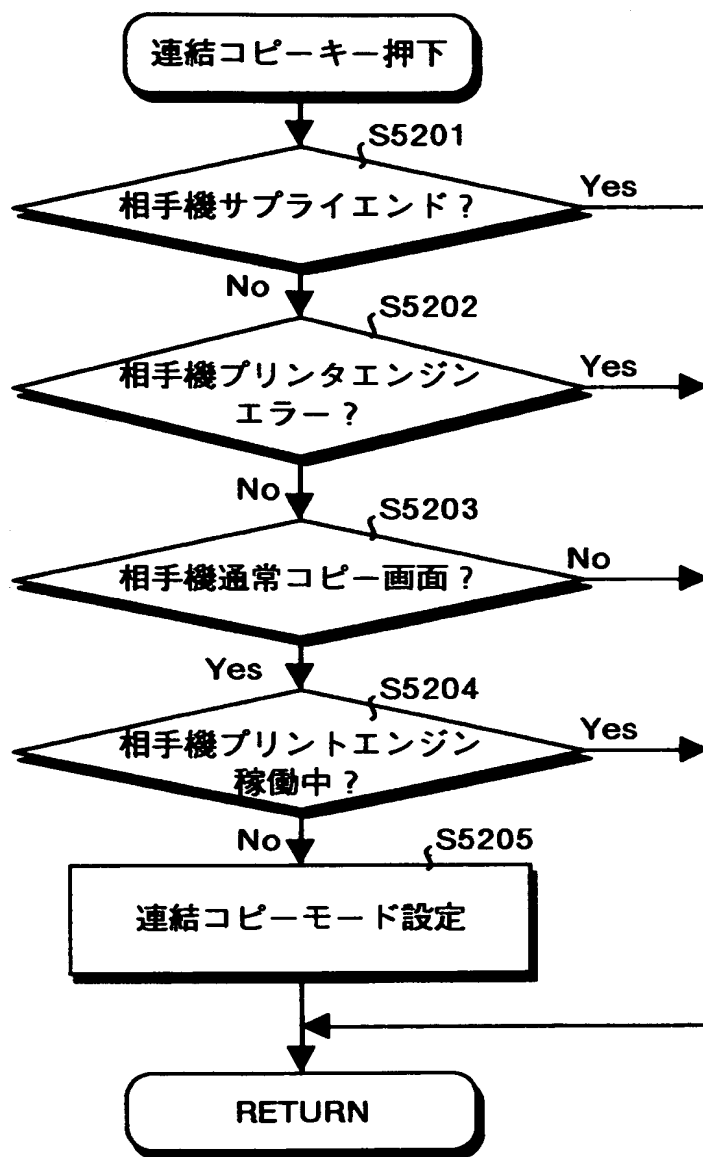 連結コピーキー押下
S5201
相手機サプライエンド？
Yes
No
S5202
相手機プリンタエンジン
エラー？
Yes
No
S5203
相手機通常コピー画面？
No
Yes
S5204
相手機プリントエンジン
稼働中？
Yes
No
S5205
連結コピーモード設定
RETURN